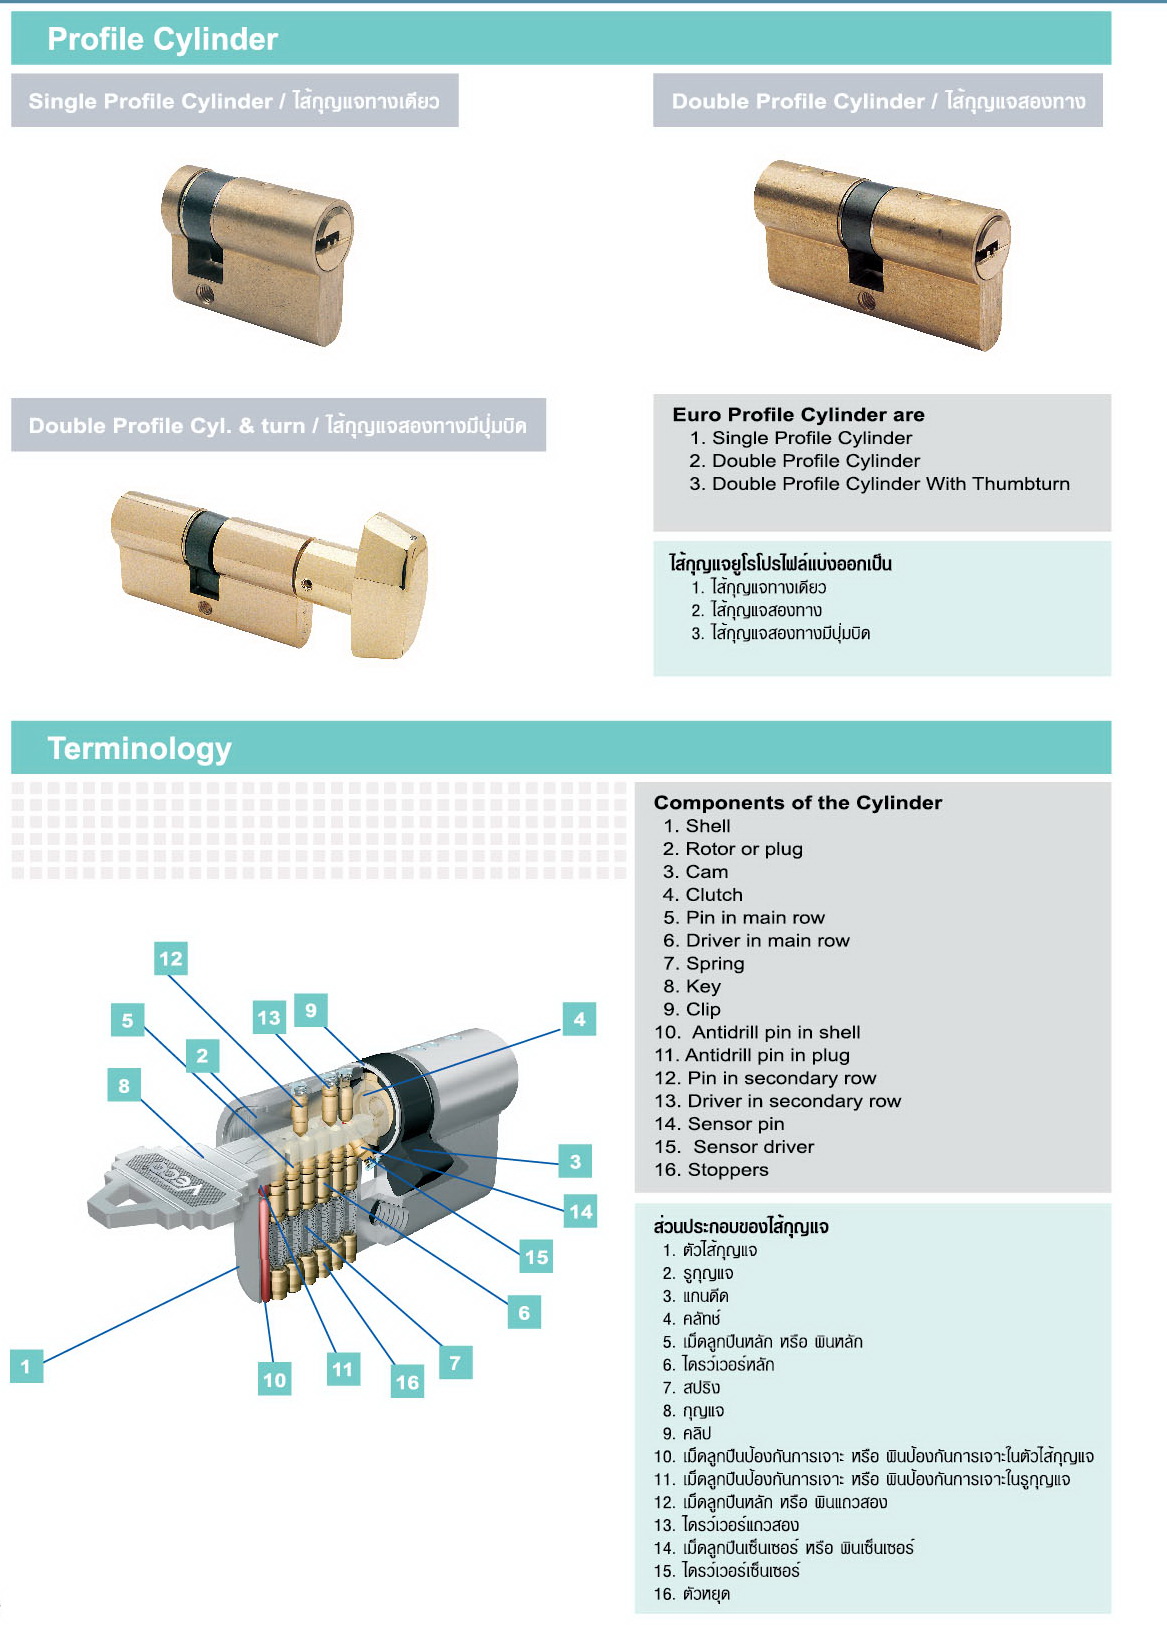 Profile Cylinder
Single Profile Cylinder / ไส้กุญแจทางเดียว
Double Profile Cylinder / ไส้กุญแจสองทาง
Double Profile Cyl. & turn / ไส้กุญแจสองทางมีปุ่มบิด
Euro Profile Cylinder are
1. Single Profile Cylinder
2. Double Profile Cylinder
3. Double Profile Cylinder With Thumbturn
ไส้กุญแจยูโรโปรไฟล์แบ่งออกเป็น
1. ไส้กุญแจทางเดียว
2. ไส้กุญแจสองทาง
3. ไส้กุญแจสองทางมีปุ่มบิด
Terminology
Components of the Cylinder
1. Shell
2. Rotor or plug
3. Cam
4. Clutch
5. Pin in main row
6. Driver in main row
7. Spring
8. Key
9. Clip
10. Antidrill pin in shell
11. Antidrill pin in plug
12. Pin in secondary row
13. Driver in secondary row
14. Sensor pin
15. Sensor driver
16. Stoppers
12
5
13
9
4
2
8
3
14
15
6
1
10
11
16
7
VECO
ส่วนประกอบของไส้กุญแจ
1. ตัวไส้กุญแจ
2. รูกุญแจ
3. แกนดีด
4. คลัทช์
5. เม็ดลูกปืนหลัก หรือ พินหลัก
6. ไดรว์เวอร์หลัก
7. สปริง
8. กุญแจ
9. คลิป
10. เม็ดลูกปืนป้องกันการเจาะ หรือ พินป้องกันการเจาะในตัวไส้กุญแจ
11. เม็ดลูกปืนป้องกันการเจาะ หรือ พินป้องกันการเจาะในรูกุญแจ
12. เม็ดลูกปืนหลัก หรือ พินแถวสอง
13. ไดรว์เวอร์แถวสอง
14. เม็ดลูกปืนเซ็นเซอร์ หรือ พินเซ็นเซอร์
15. ไดรว์เวอร์เซ็นเซอร์
16. ตัวหยุด